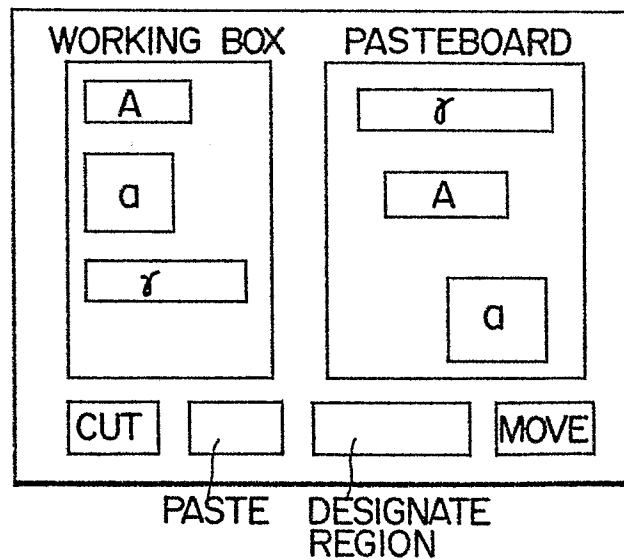 WORKING BOX
PASTEBOARD
A
a
γ
γ
A
a
CUT
MOVE
PASTE
DESIGNATE
REGION